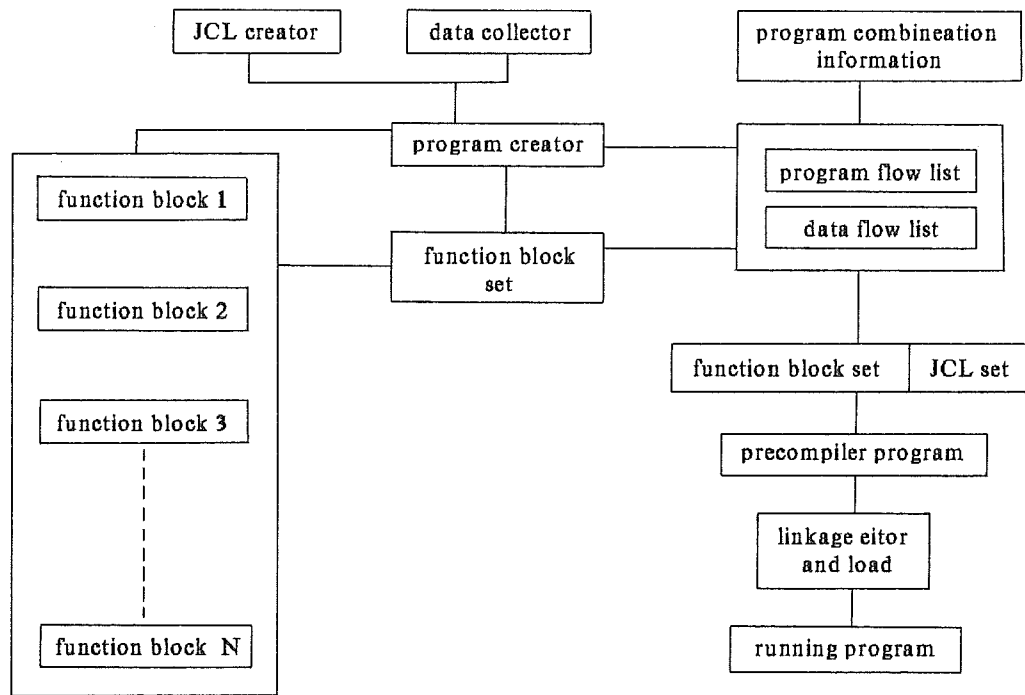 JCL creator
data collector
program combineation
information
program creator
function block 1
program flow list
data flow list
function block
set
function block 2
function block set
JCL set
function block 3
precompiler program
linkage eitor
and load
function block N
running program